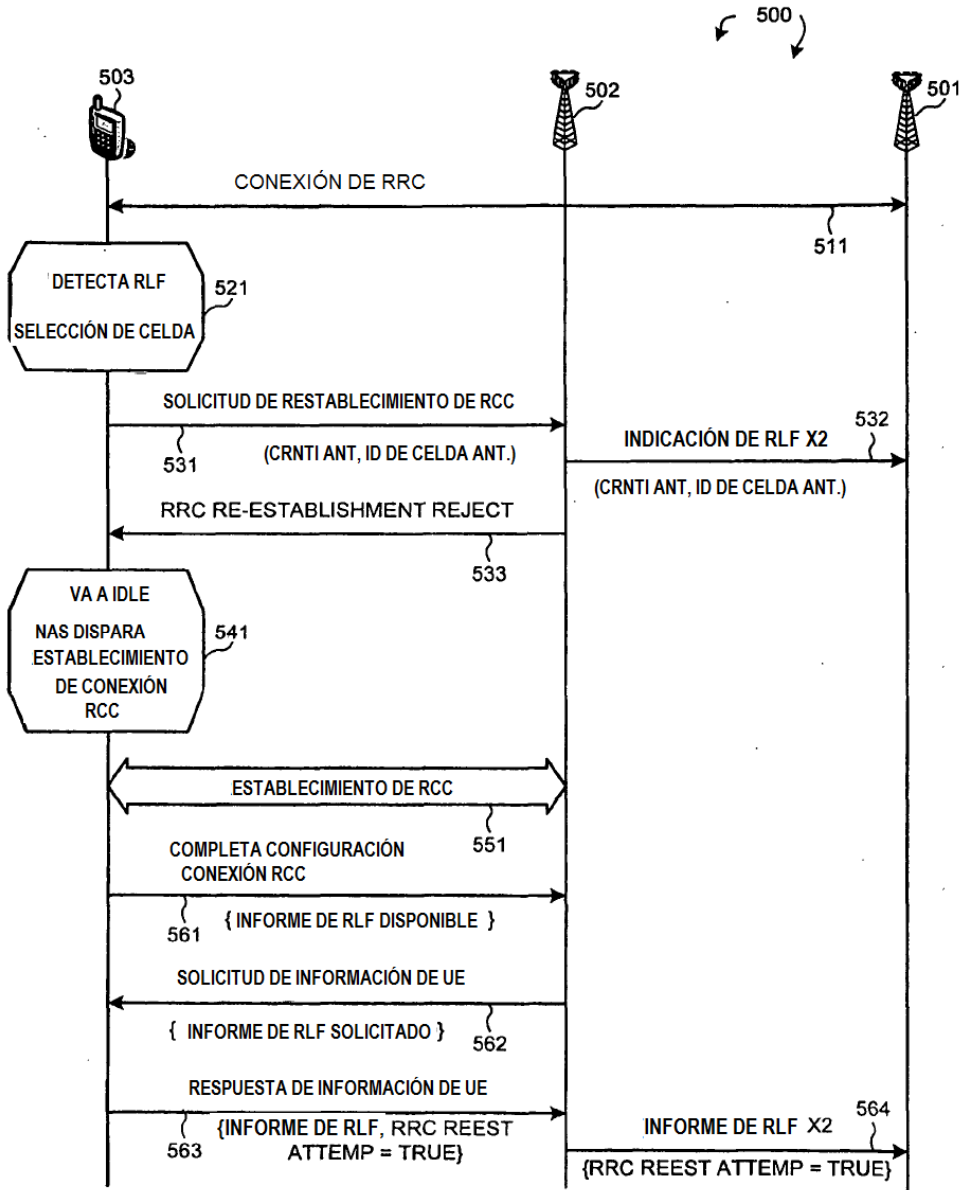 500
503
502
501
CONEXIÓN DE RRC
511
DETECTA RLF
SELECCIÓN DE CELDA
521
SOLICITUD DE RESTABLECIMIENTO DE RCC
531
(CRNTI ANT, ID DE CELDA ANT.)
INDICACIÓN DE RLF X2
532
(CRNTI ANT, ID DE CELDA ANT.)
RRC RE-ESTABLISHMENT REJECT
533
VA A IDLE
NAS DISPARA
ESTABLECIMIENTO
DE CONEXIÓN
RCC
541
ESTABLECIMIENTO DE RCC
551
COMPLETA CONFIGURACIÓN
CONEXIÓN RCC
561
{ INFORME DE RLF DISPONIBLE }
SOLICITUD DE INFORMACIÓN DE UE
{ INFORME DE RLF SOLICITADO }
562
RESPUESTA DE INFORMACIÓN DE UE
563
{INFORME DE RLF, RRC REEST
ATTEMP = TRUE}
INFORME DE RLF X2
564
{RRC REEST ATTEMP = TRUE}